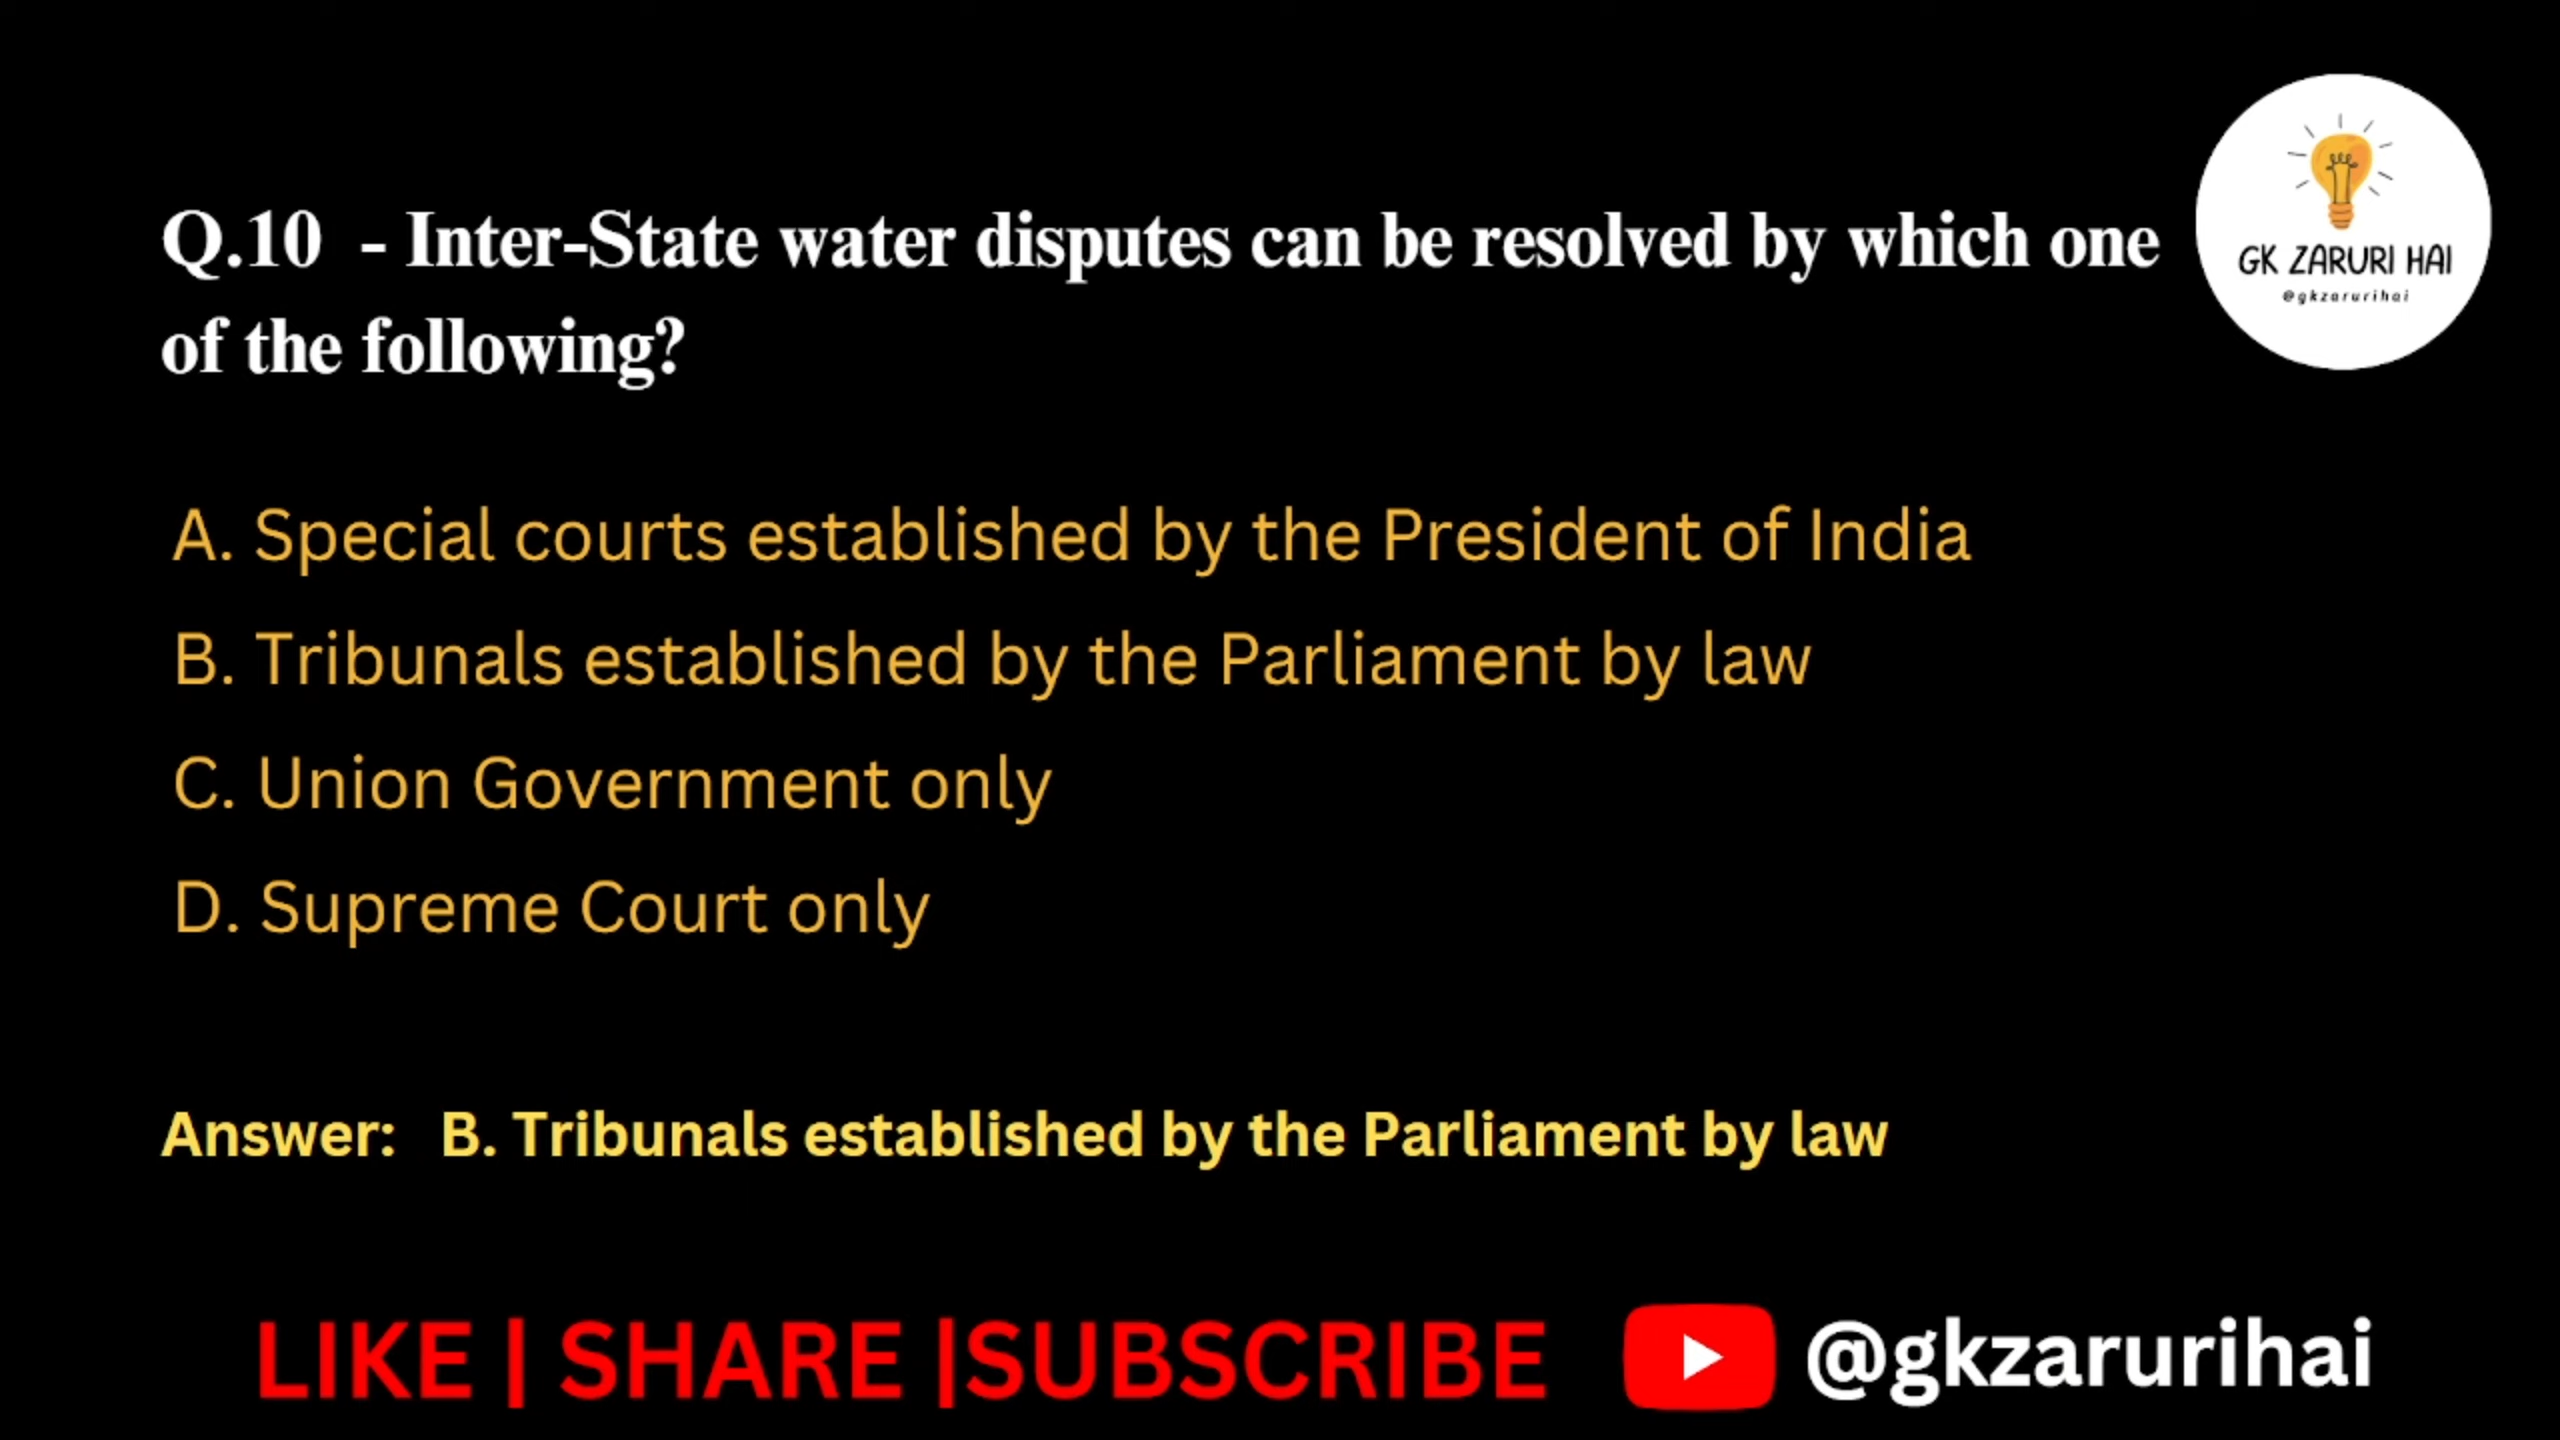 Q.10 - Inter-State water disputes can be resolved by which one
of the following?
GK ZARURI HAI
@gkzarurihai
A. Special courts established by the President of India
B. Tribunals established by the Parliament by law
C. Union Government only
D. Supreme Court only
Answer: B. Tribunals established by the Parliament by law
LIKE | SHARE |SUBSCRIBE @gkzarurihai